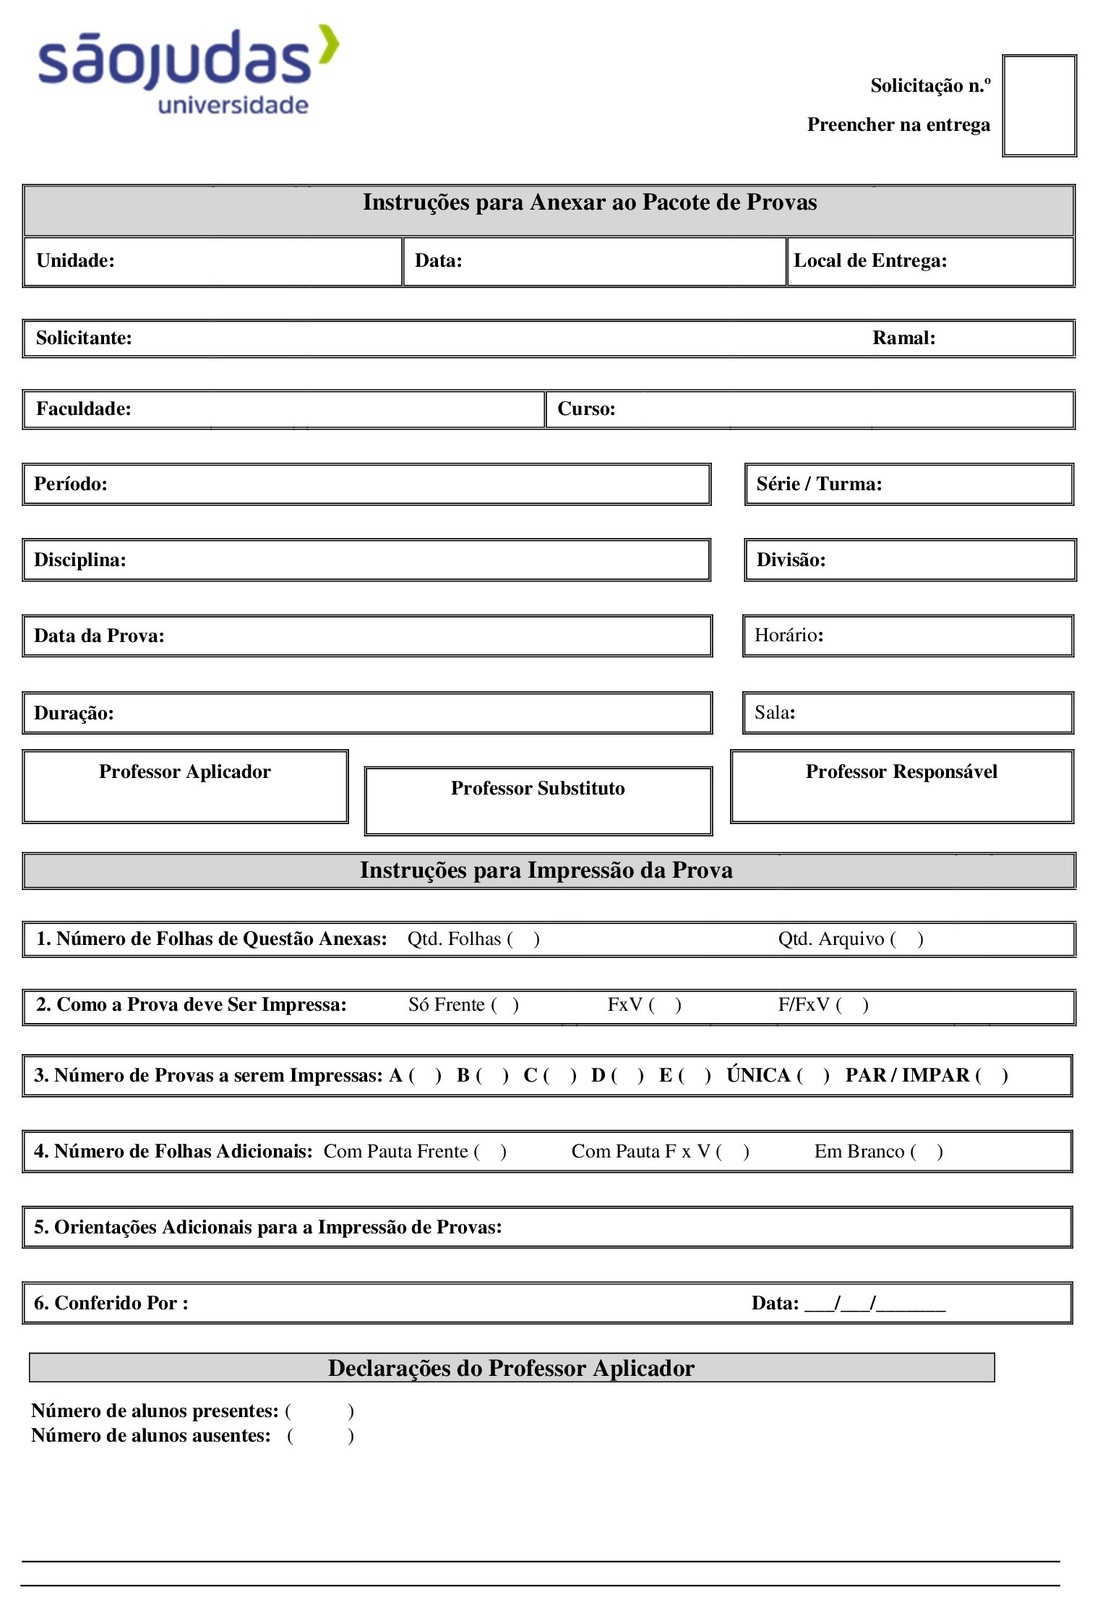 sãojudas
universidade
Solicitação n.º
Preencher na entrega
Instruções para Anexar ao Pacote de Provas
Unidade: Data: Local de Entrega:
Solicitante: Ramal:
Faculdade: Curso:
Período: Série / Turma:
Disciplina: Divisão:
Data da Prova: Horário:
Duração: Sala:
Professor Aplicador Professor Substituto Professor Responsável
Instruções para Impressão da Prova
1. Número de Folhas de Questão Anexas: Qtd. Folhas ( ) Qtd. Arquivo ( )
2. Como a Prova deve Ser Impressa: Só Frente ( ) FxV ( ) F/FxV ( )
3. Número de Provas a serem Impressas: A ( ) B ( ) C ( ) D ( ) E ( ) ÚNICA ( ) PAR / IMPAR ( )
4. Número de Folhas Adicionais: Com Pauta Frente ( ) Com Pauta F x V ( ) Em Branco ( )
5. Orientações Adicionais para a Impressão de Provas:
6. Conferido Por : Data: ___/___/_______
Declarações do Professor Aplicador
Número de alunos presentes: ( )
Número de alunos ausentes: ( )